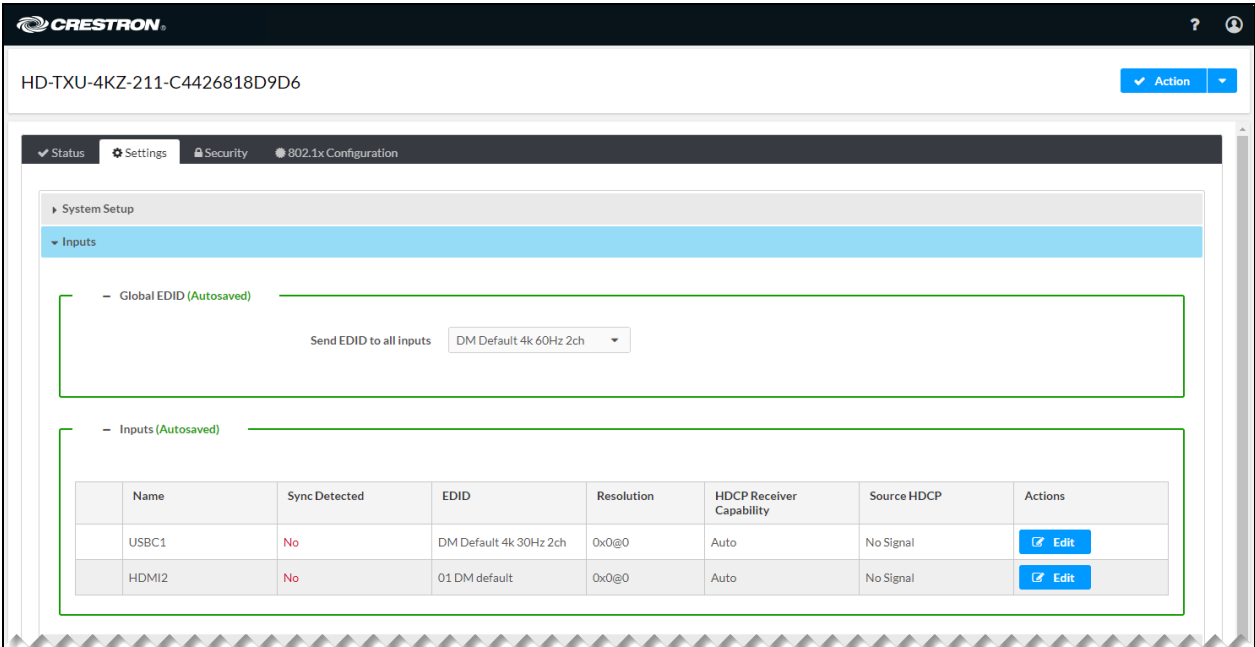 CRESTRON®
?
HD-TXU-4KZ-211-C4426818D9D6
Action
Status Settings Security 802.1x Configuration
System Setup
Inputs
– Global EDID (Autosaved)
Send EDID to all inputs DM Default 4k 60Hz 2ch
– Inputs (Autosaved)
Name Sync Detected EDID Resolution HDCP Receiver Capability Source HDCP Actions
USBC1 No DM Default 4k 30Hz 2ch 0x0@0 Auto No Signal Edit
HDMI2 No 01 DM default 0x0@0 Auto No Signal Edit